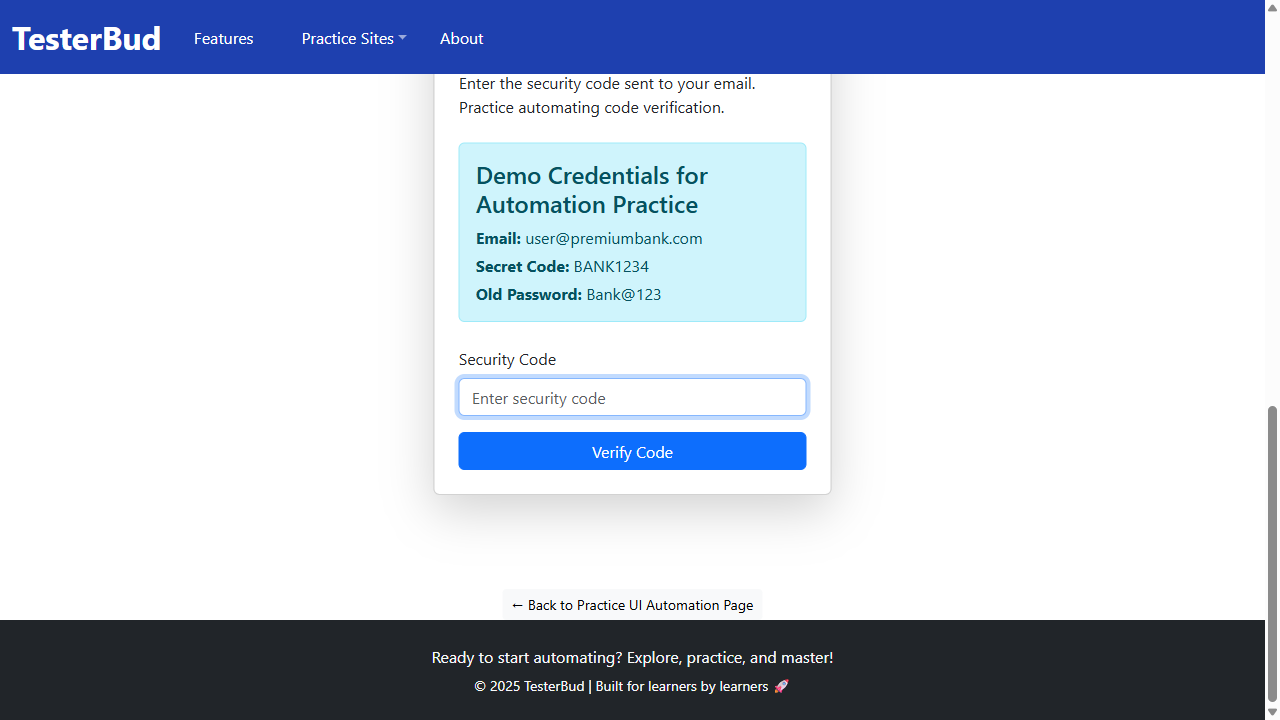 TesterBud Features Practice Sites About
Enter the security code sent to your email.
Practice automating code verification.
Demo Credentials for
Automation Practice
Email: user@premiumbank.com
Secret Code: BANK1234
Old Password: Bank@123
Security Code
Enter security code
Verify Code
← Back to Practice UI Automation Page
Ready to start automating? Explore, practice, and master!
© 2025 TesterBud | Built for learners by learners 🚀